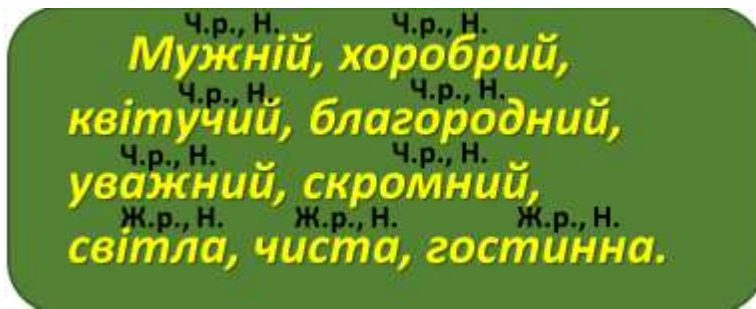 Ч.р., Н. Ч.р., Н.
Мужній, хоробрий,
Ч.р., Н. Ч.р., Н.
квітучий, благородний,
Ч.р., Н. Ч.р., Н.
уважний, скромний,
Ж.р., Н. Ж.р., Н. Ж.р., Н.
світла, чиста, гостинна.